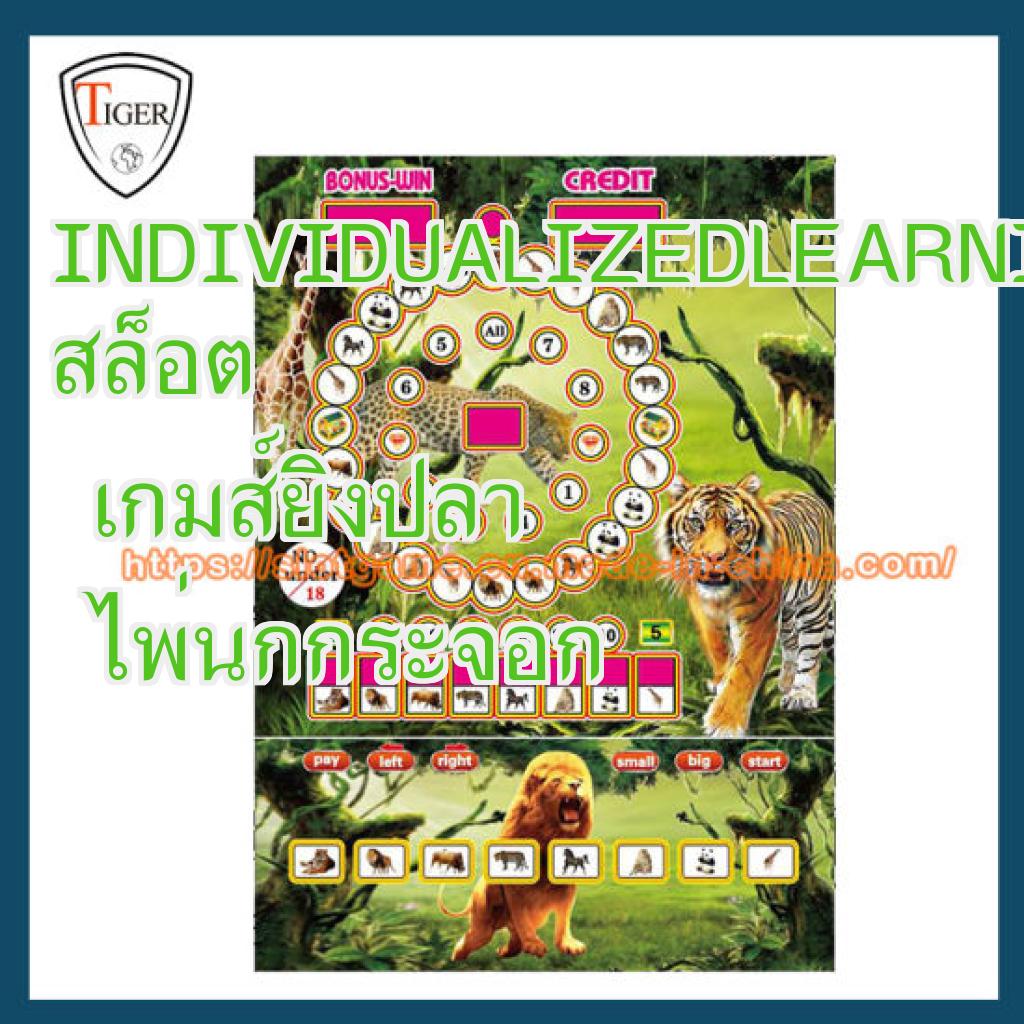 TIGER
BONUS-WIN CREDIT
INDIVIDUALIZEDLEARNI
สล็อต
All
5 7
6 8
เกมส์ยิงปลา
1
NO
under
18
ไพ่นกกระจอก
5
pay left right small big start